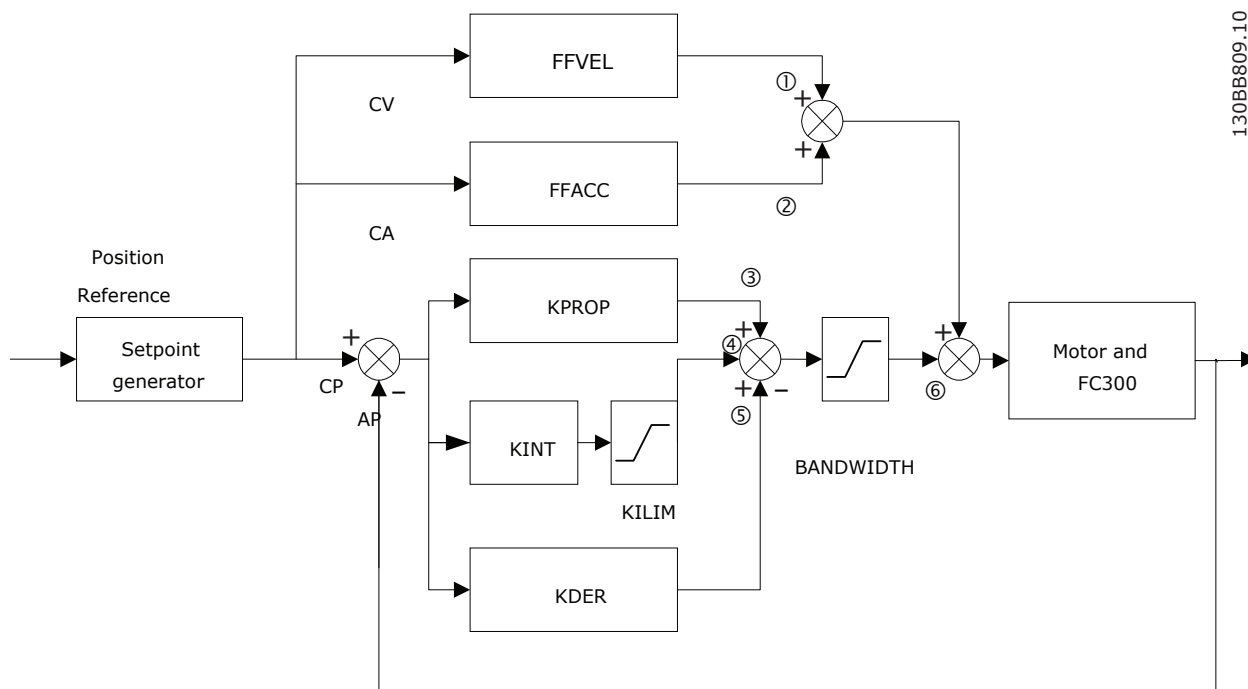 130BB809.10
FFVEL
①
+
CV
+
FFACC
②
CA
Position
Reference
③
KPROP
Setpoint
generator
+
CP
AP
-
+
④
+
-
⑤
+
⑥
Motor and
FC300
KINT
BANDWIDTH
KILIM
KDER